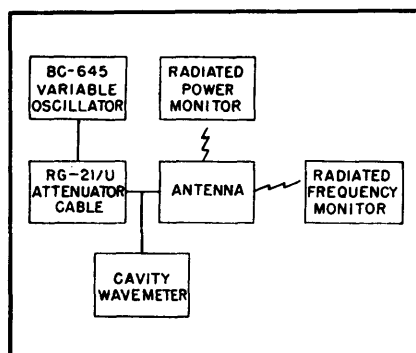 BC-645
VARIABLE
OSCILLATOR
RADIATED
POWER
MONITOR
RG-21/U
ATTENUATOR
CABLE
ANTENNA
RADIATED
FREQUENCY
MONITOR
CAVITY
WAVEMETER